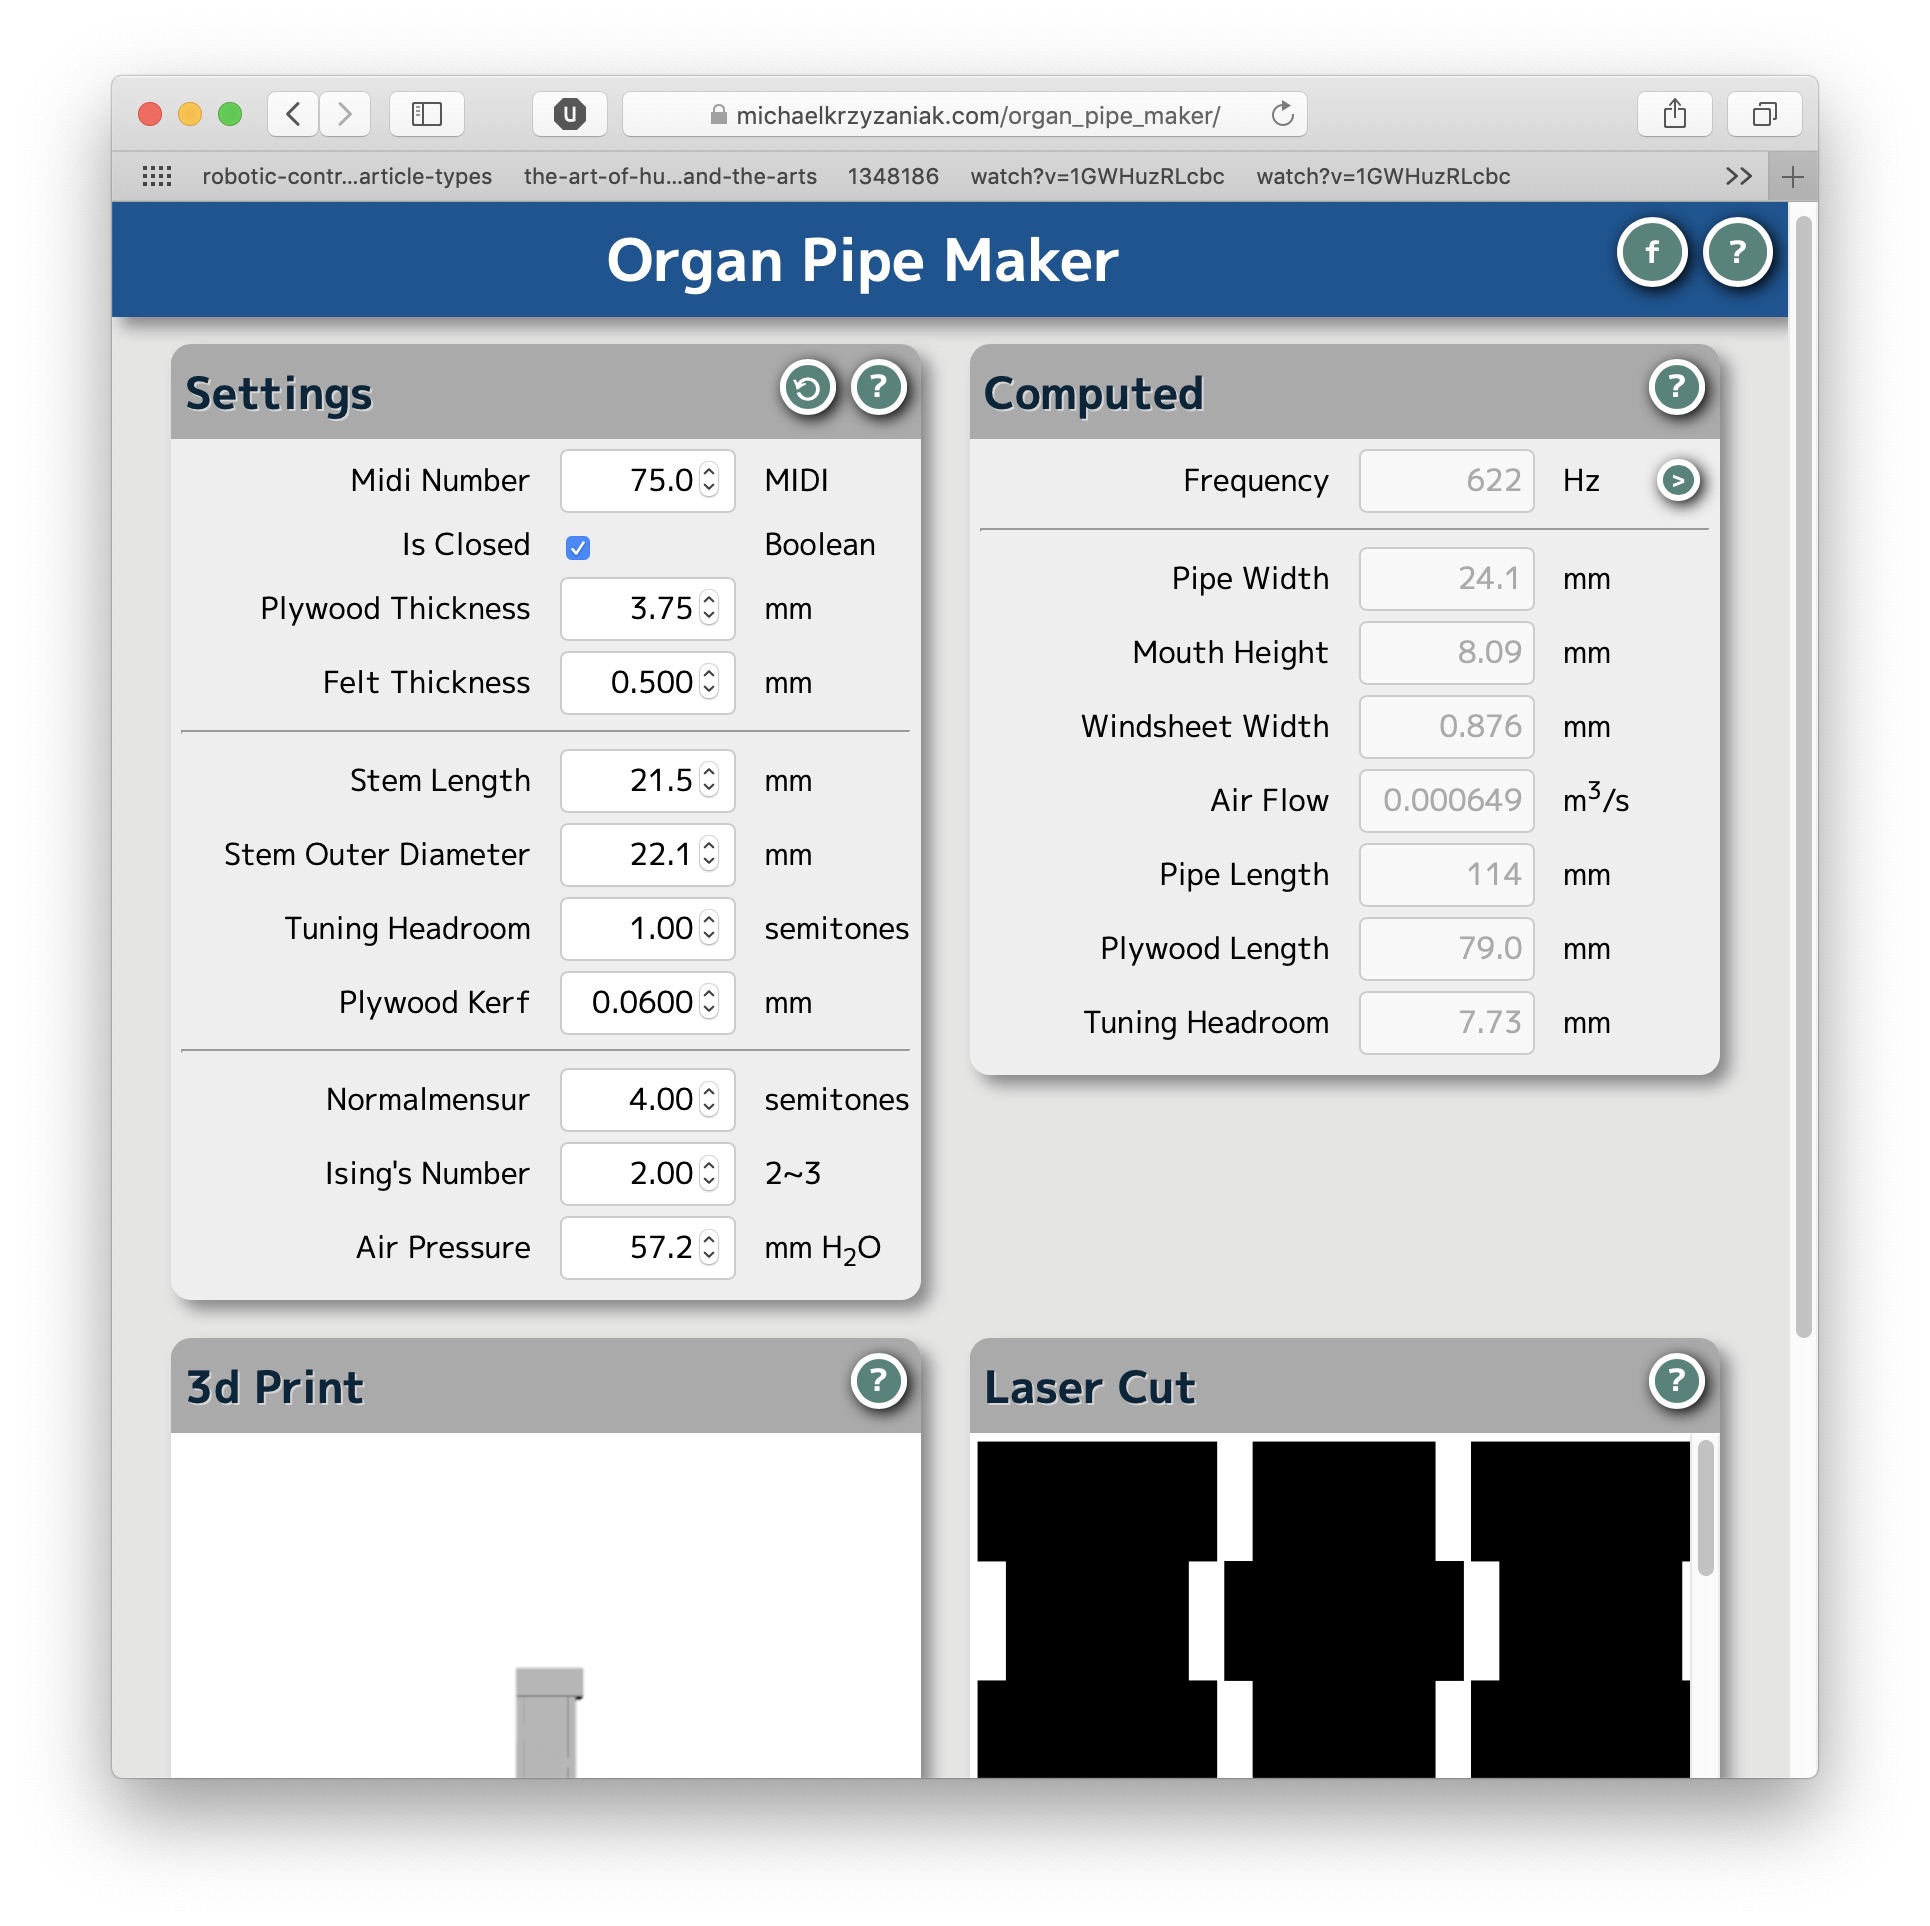 U
michaelkrzyzaniak.com/organ_pipe_maker/
robotic-contr...article-types the-art-of-hu...and-the-arts 1348186 watch?v=1GWHuzRLcbc watch?v=1GWHuzRLcbc >> +
Organ Pipe Maker f ?
Settings ?
Midi Number 75.0 MIDI
Is Closed Boolean
Plywood Thickness 3.75 mm
Felt Thickness 0.500 mm
Stem Length 21.5 mm
Stem Outer Diameter 22.1 mm
Tuning Headroom 1.00 semitones
Plywood Kerf 0.0600 mm
Normalmensur 4.00 semitones
Ising's Number 2.00 2~3
Air Pressure 57.2 mm H₂O
Computed ?
Frequency 622 Hz >
Pipe Width 24.1 mm
Mouth Height 8.09 mm
Windsheet Width 0.876 mm
Air Flow 0.000649 m³/s
Pipe Length 114 mm
Plywood Length 79.0 mm
Tuning Headroom 7.73 mm
3d Print ?
Laser Cut ?